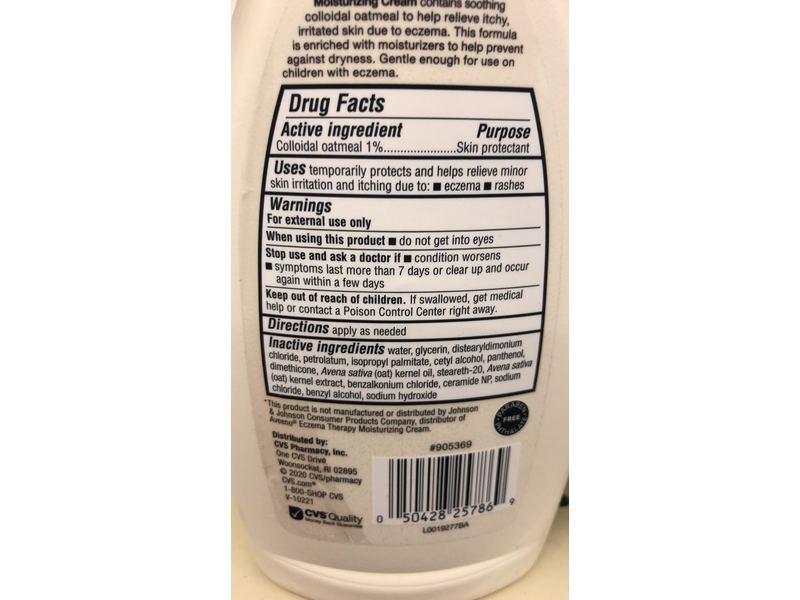 Moisturizing Cream contains soothing
colloidal oatmeal to help relieve itchy,
irritated skin due to eczema. This formula
is enriched with moisturizers to help prevent
against dryness. Gentle enough for use on
children with eczema.
Drug Facts
Active ingredient Purpose
Colloidal oatmeal 1%......................Skin protectant
Uses temporarily protects and helps relieve minor
skin irritation and itching due to: ■ eczema ■ rashes
Warnings
For external use only
When using this product ■ do not get into eyes
Stop use and ask a doctor if ■ condition worsens
■ symptoms last more than 7 days or clear up and occur
again within a few days
Keep out of reach of children. If swallowed, get medical
help or contact a Poison Control Center right away.
Directions apply as needed
Inactive ingredients water, glycerin, distearyldimonium
chloride, petrolatum, isopropyl palmitate, cetyl alcohol, panthenol,
dimethicone, Avena sativa (oat) kernel oil, steareth-20, Avena sativa
(oat) kernel extract, benzalkonium chloride, ceramide NP, sodium
chloride, benzyl alcohol, sodium hydroxide
*This product is not manufactured or distributed by Johnson
& Johnson Consumer Products Company, distributor of
Aveeno® Eczema Therapy Moisturizing Cream.
PARABEN
FREE
PHTHALATE
Distributed by:
CVS Pharmacy, Inc.
One CVS Drive
Woonsocket, RI 02895
© 2020 CVS/pharmacy
CVS.com®
1-800-SHOP CVS
V-10221
CVS Quality
Money Back Guarantee
#905369
0 50428 25786 9
L0019277BA